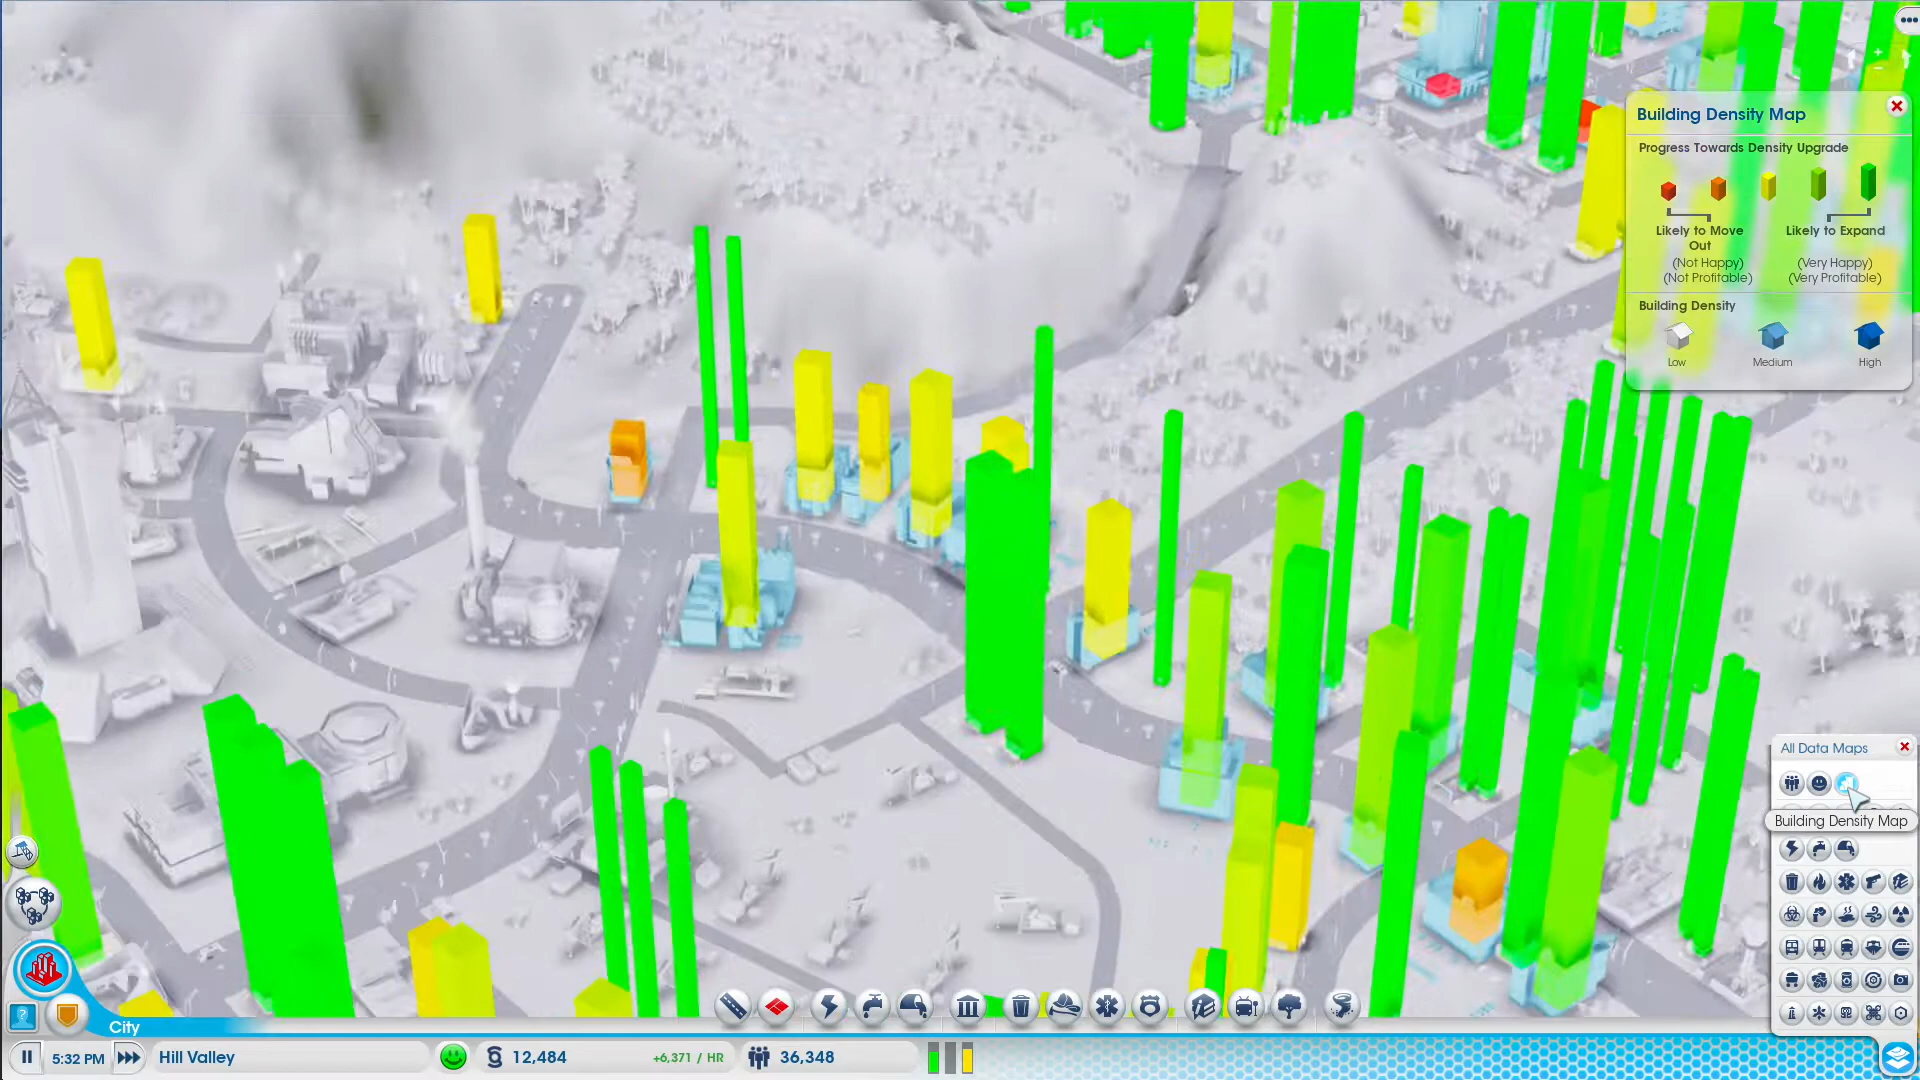 Building Density Map
Progress Towards Density Upgrade
Likely to Move Out
Likely to Expand
(Not Happy)
(Very Happy)
(Not Profitable)
(Very Profitable)
Building Density
Low
Medium
High
All Data Maps
Building Density Map
City
5:32 PM
Hill Valley
12,484
+6,371 / HR
36,348